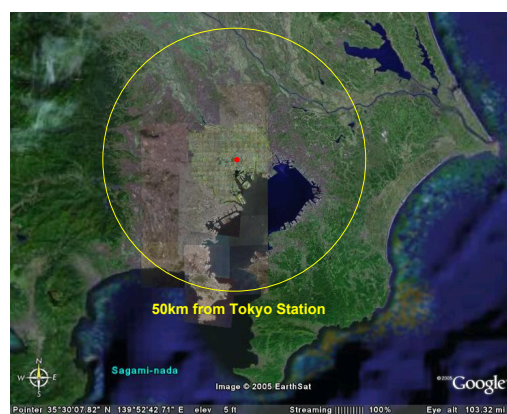 50km from Tokyo Station
N
W E
S
Sagami-nada
Image © 2005 EarthSat
© 2005 Google
Pointer 35°30'07.82" N 139°52'42.71" E elev 5 ft Streaming |||||||||| 100% Eye alt 103.32 mi